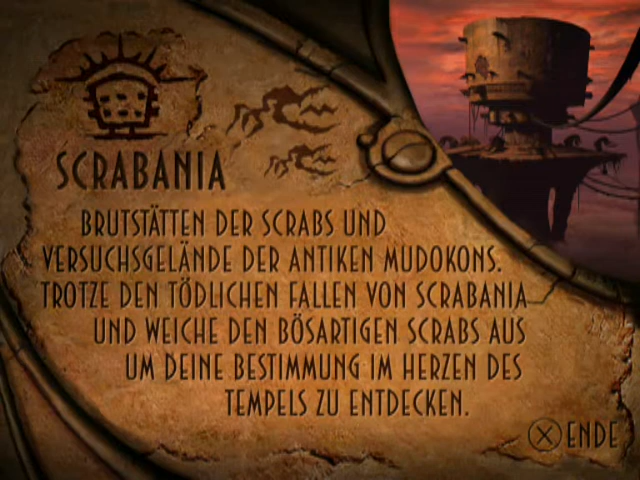 SCRABANIA
BRUTSTÄTTEN DER SCRABS UND
VERSUCHSGELÄNDE DER ANTIKEN MUDOKONS.
TROTZE DEN TÖDLICHEN FALLEN VON SCRABANIA
UND WEICHE DEN BÖSARTIGEN SCRABS AUS
UM DEINE BESTIMMUNG IM HERZEN DES
TEMPELS ZU ENTDECKEN.
ENDE